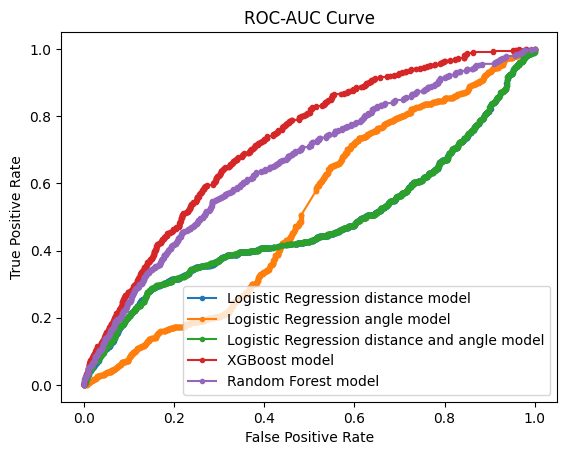 ROC-AUC Curve
True Positive Rate
1.0
0.8
0.6
0.4
0.2
0.0
Logistic Regression distance model
Logistic Regression angle model
Logistic Regression distance and angle model
XGBoost model
Random Forest model
0.0 0.2 0.4 0.6 0.8 1.0
False Positive Rate